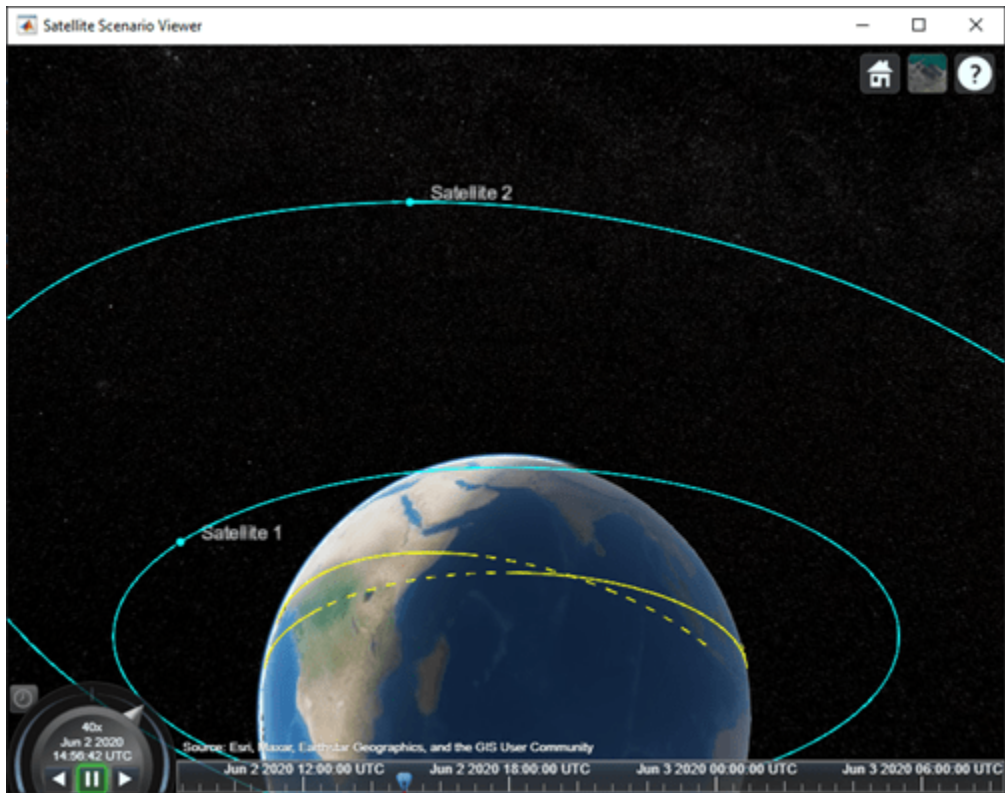 Satellite Scenario Viewer
?
Satellite 2
Satellite 1
40x
Jun 2 2020
14:56:42 UTC
Source: Esri, Maxar, Earthstar Geographics, and the GIS User Community
Jun 2 2020 12:00:00 UTC Jun 2 2020 18:00:00 UTC Jun 3 2020 00:00:00 UTC Jun 3 2020 06:00:00 UTC